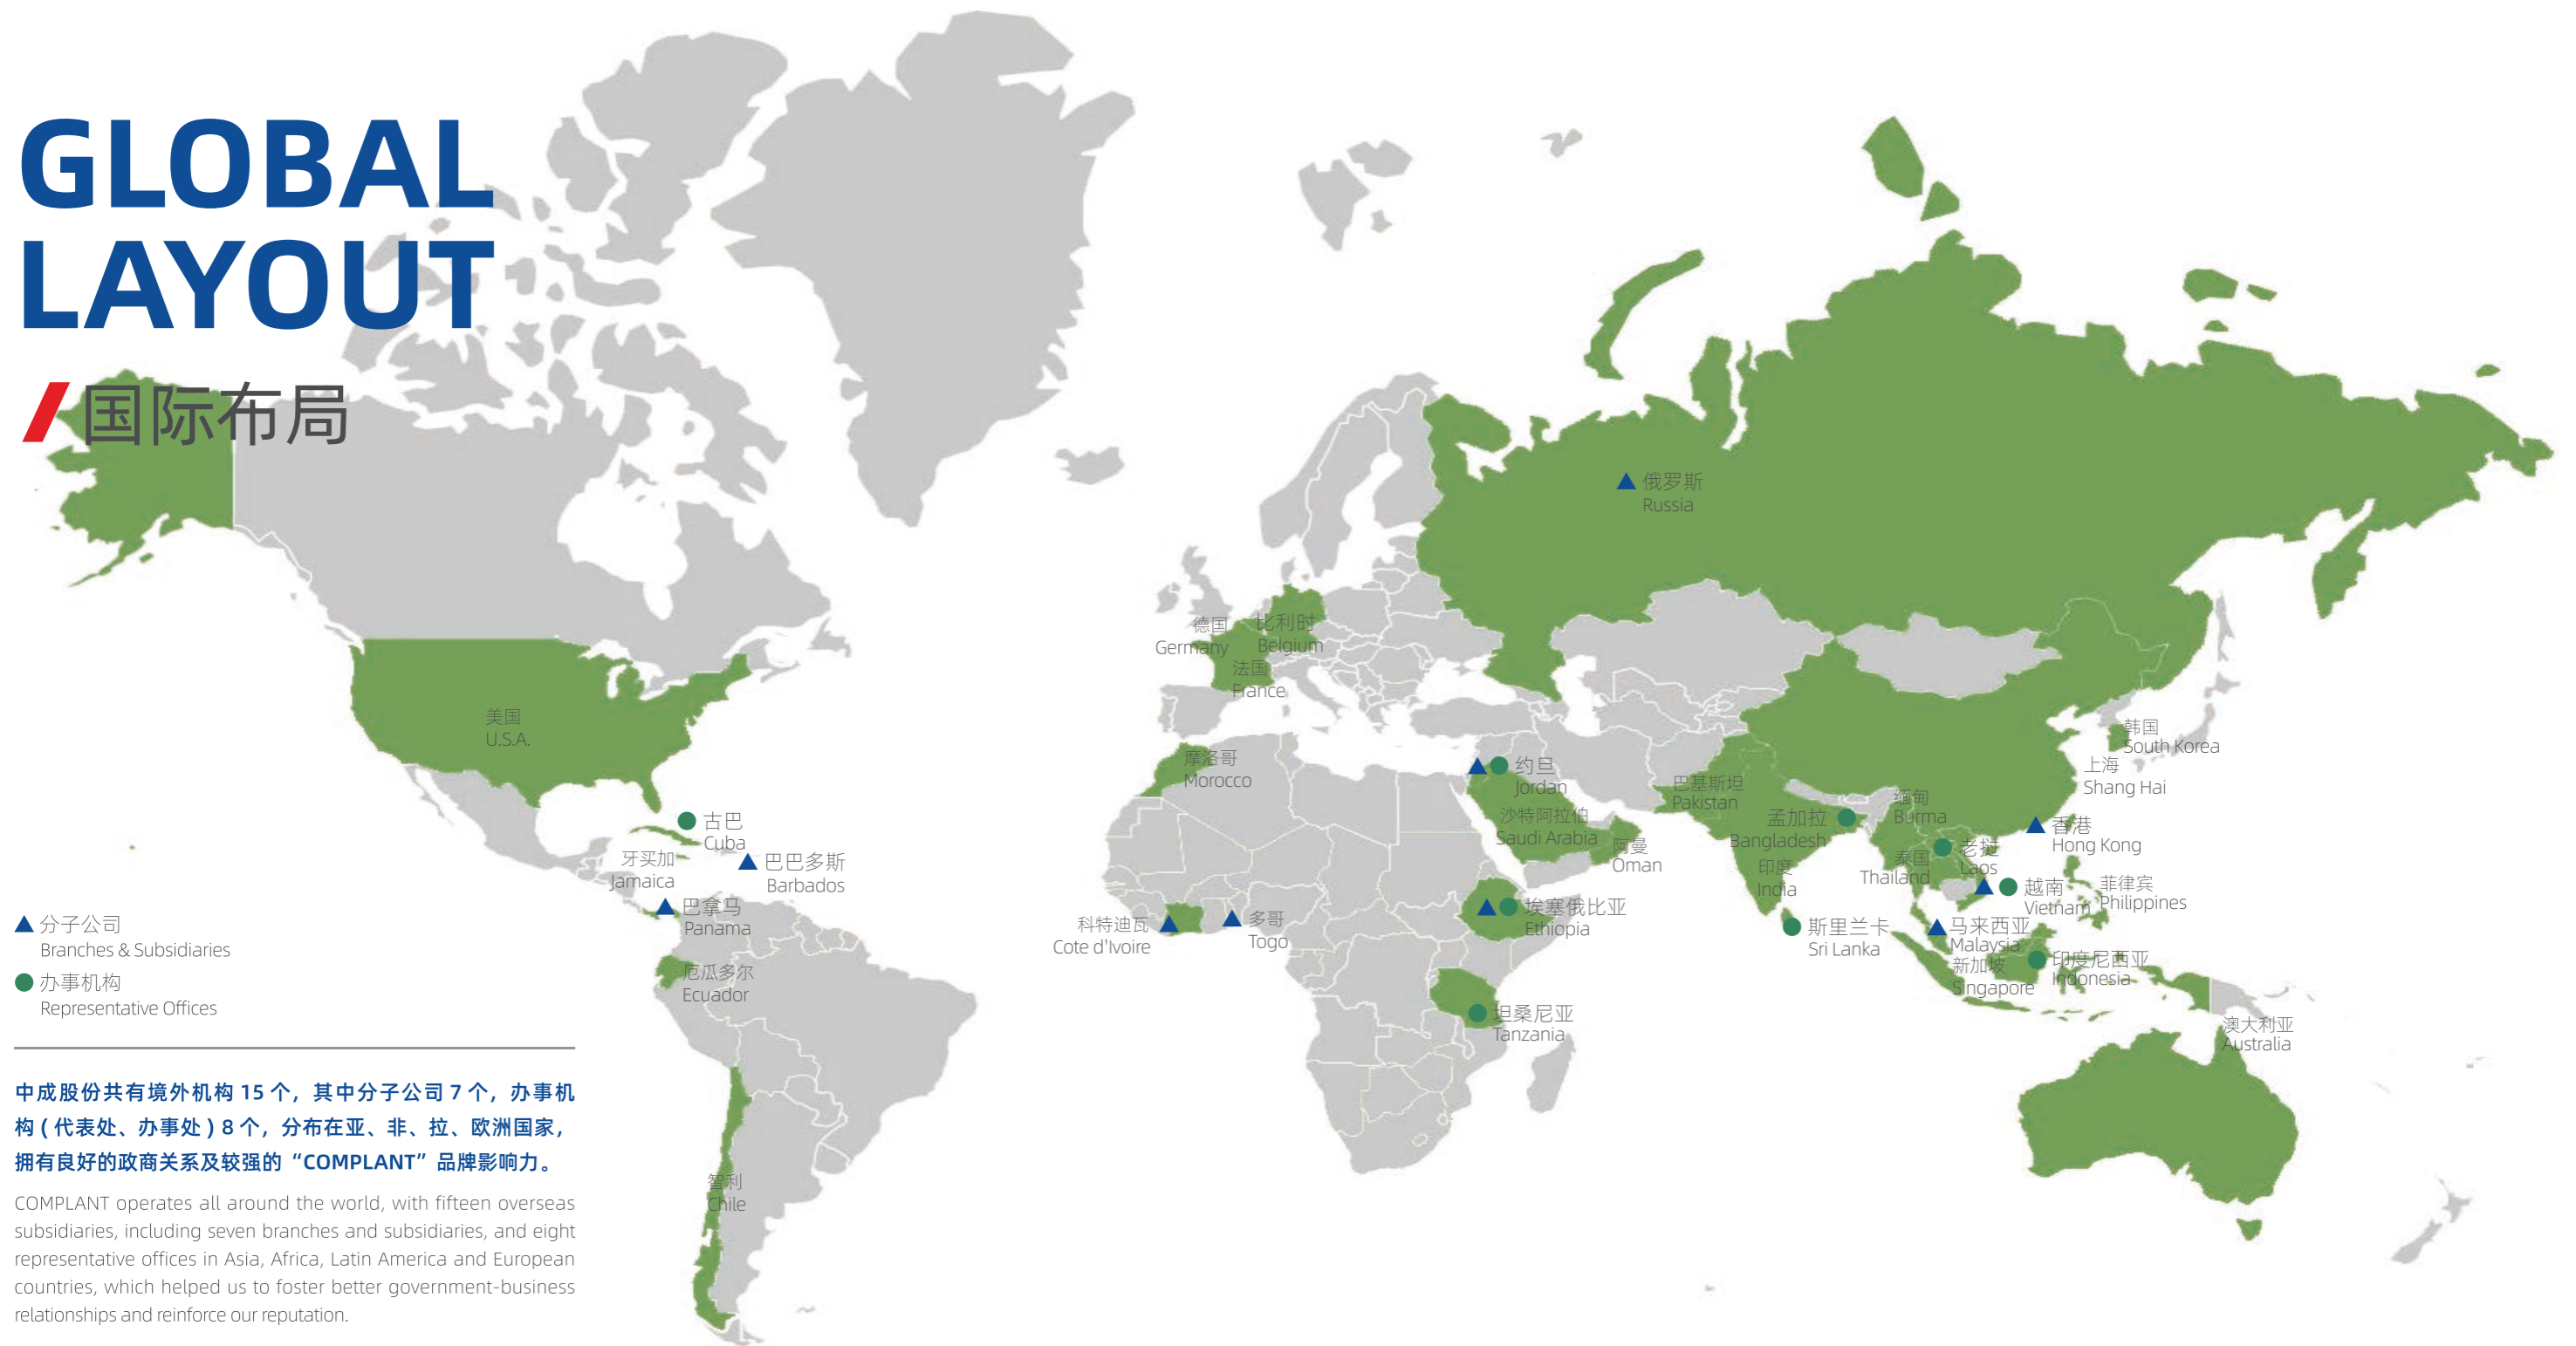 GLOBAL
LAYOUT
国际布局
俄罗斯
Russia
德国
Germany
比利时
Belgium
法国
France
美国
U.S.A.
韩国
South Korea
上海
Shang Hai
摩洛哥
Morocco
约旦
Jordan
巴基斯坦
Pakistan
沙特阿拉伯
Saudi Arabia
阿曼
Oman
孟加拉
Bangladesh
缅甸
Burma
香港
Hong Kong
印度
India
泰国
Thailand
老挝
Laos
越南
Vietnam
菲律宾
Philippines
古巴
Cuba
牙买加
Jamaica
巴巴多斯
Barbados
巴拿马
Panama
科特迪瓦
Cote d'Ivoire
多哥
Togo
埃塞俄比亚
Ethiopia
斯里兰卡
Sri Lanka
马来西亚
Malaysia
新加坡
Singapore
印度尼西亚
Indonesia
厄瓜多尔
Ecuador
坦桑尼亚
Tanzania
澳大利亚
Australia
智利
Chile
分子公司
Branches & Subsidiaries
办事机构
Representative Offices
中成股份共有境外机构 15 个，其中分子公司 7 个，办事机
构 ( 代表处、办事处 ) 8 个，分布在亚、非、拉、欧洲国家，
拥有良好的政商关系及较强的 “COMPLANT” 品牌影响力。
COMPLANT operates all around the world, with fifteen overseas
subsidiaries, including seven branches and subsidiaries, and eight
representative offices in Asia, Africa, Latin America and European
countries, which helped us to foster better government-business
relationships and reinforce our reputation.